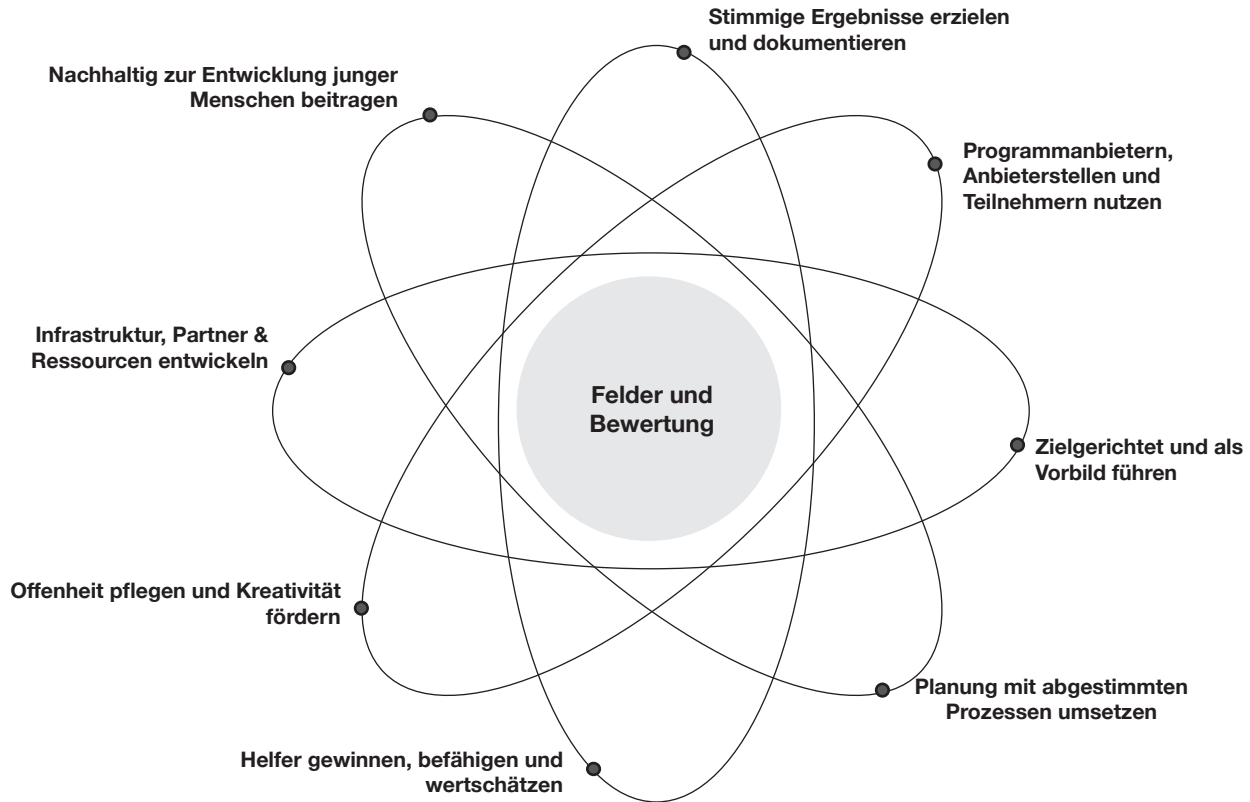 Stimmige Ergebnisse erzielen
und dokumentieren
Nachhaltig zur Entwicklung junger
Menschen beitragen
Programmanbietern,
Anbieterstellen und
Teilnehmern nutzen
Infrastruktur, Partner &
Ressourcen entwickeln
Felder und
Bewertung
Zielgerichtet und als
Vorbild führen
Offenheit pflegen und Kreativität
fördern
Planung mit abgestimmten
Prozessen umsetzen
Helfer gewinnen, befähigen und
wertschätzen